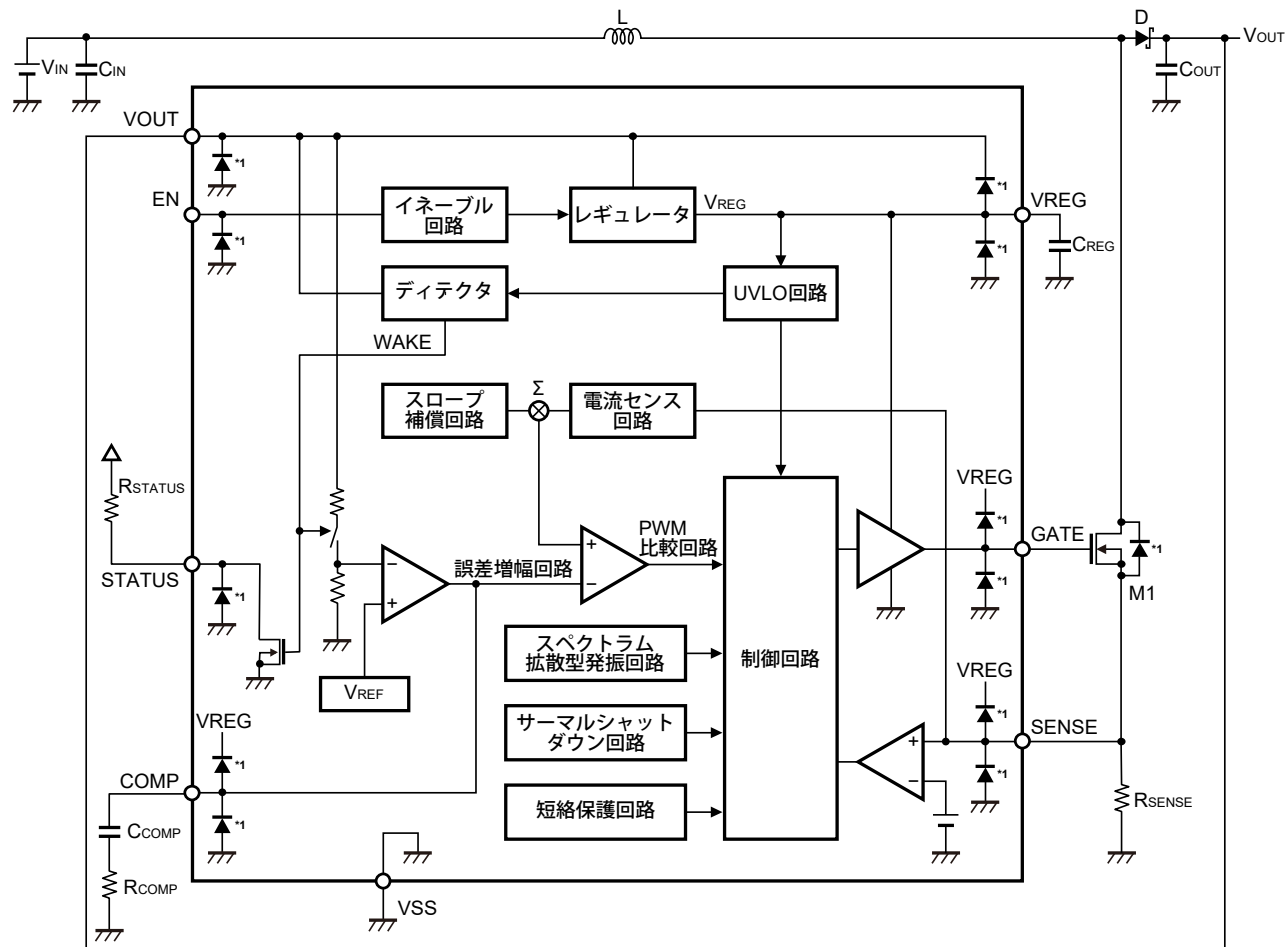 L
D
VIN
CIN
VOUT
COUT
VOUT
*1
*1
EN
イネーブル
回路
レギュレータ
VREG
VREG
*1
*1
CREG
ディテクタ
UVLO回路
WAKE
スロープ
補償回路
Σ
電流センス
回路
RSTATUS
VREG
PWM
比較回路
*1
GATE
*1
+
−
誤差増幅回路
−
+
*1
M1
STATUS
*1
スペクトラム
拡散型発振回路
制御回路
VREF
VREG
VREG
*1
サーマルシャット
ダウン回路
+
−
SENSE
*1
*1
COMP
*1
短絡保護回路
RSENSE
CCOMP
RCOMP
VSS